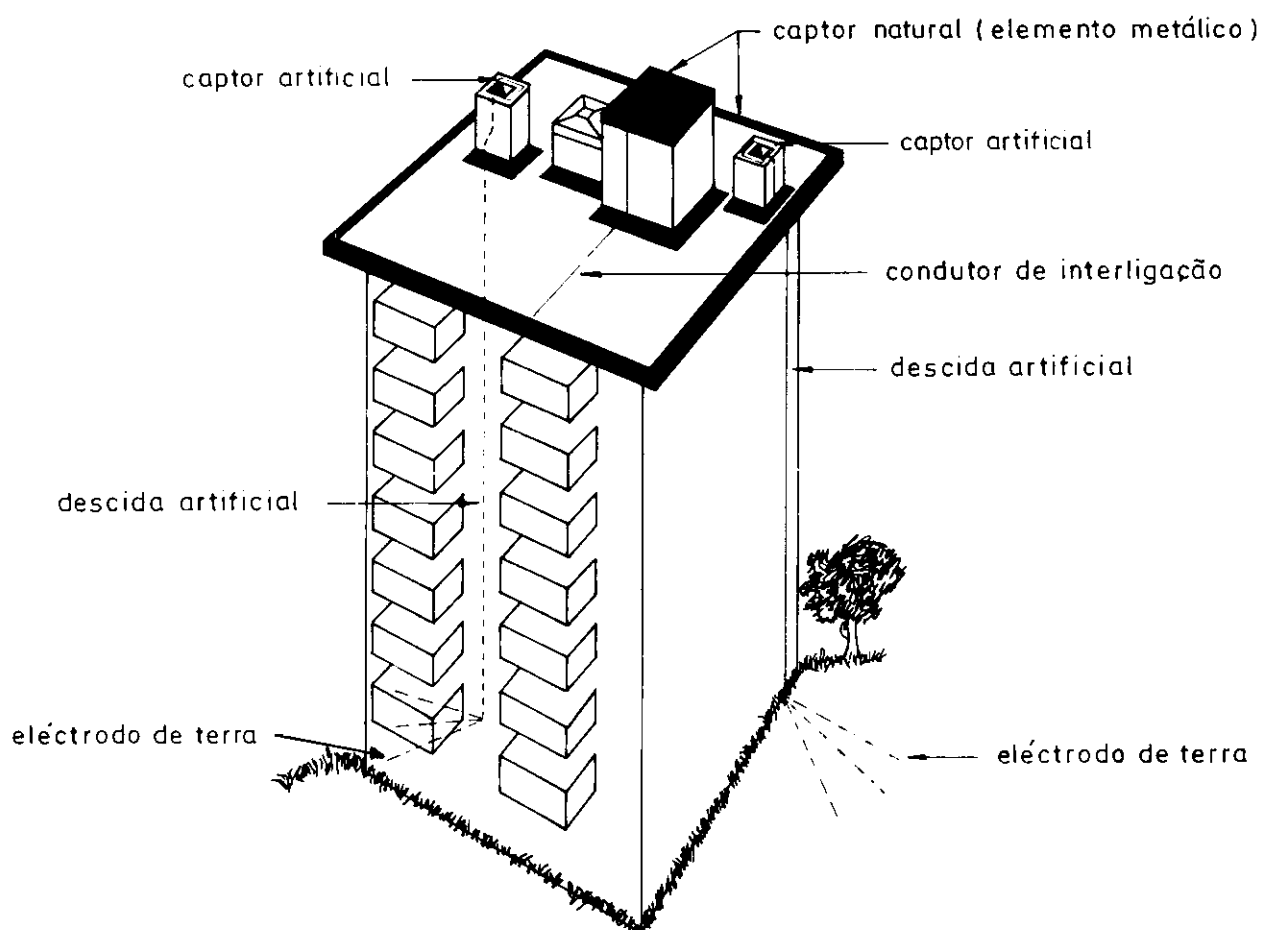 captor natural (elemento metálico)
captor artificial
captor artificial
condutor de interligação
descida artificial
descida artificial
eléctrodo de terra
eléctrodo de terra